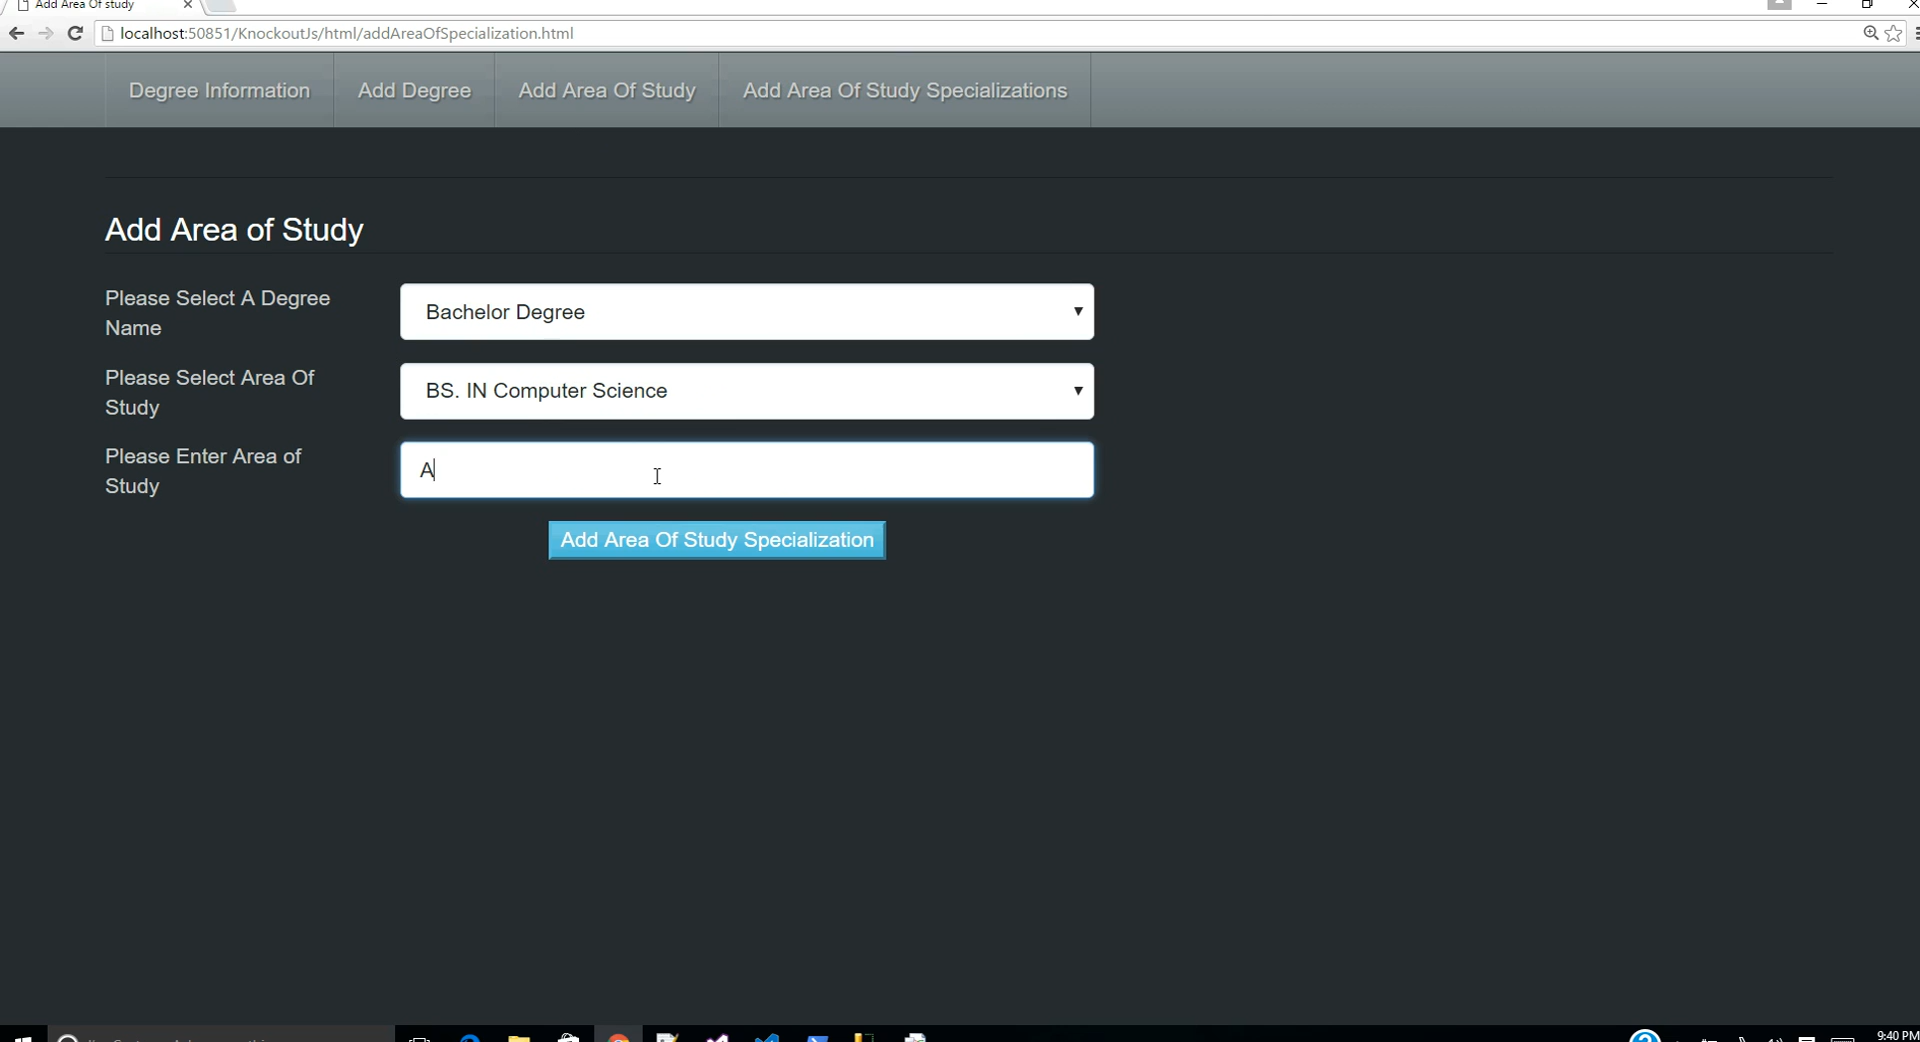 Add Area Of study
localhost:50851/KnockoutJs/html/addAreaOfSpecialization.html
Degree Information Add Degree Add Area Of Study Add Area Of Study Specializations
Add Area of Study
Please Select A Degree
Name
Bachelor Degree
Please Select Area Of
Study
BS. IN Computer Science
Please Enter Area of
Study
A
Add Area Of Study Specialization
9:40 PM